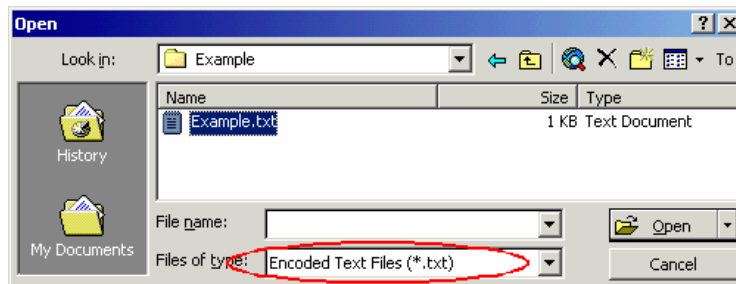 Open
Look in: Example To
Name Size Type
Example.txt 1 KB Text Document
History
My Documents
File name: Open
Files of type: Encoded Text Files (*.txt) Cancel